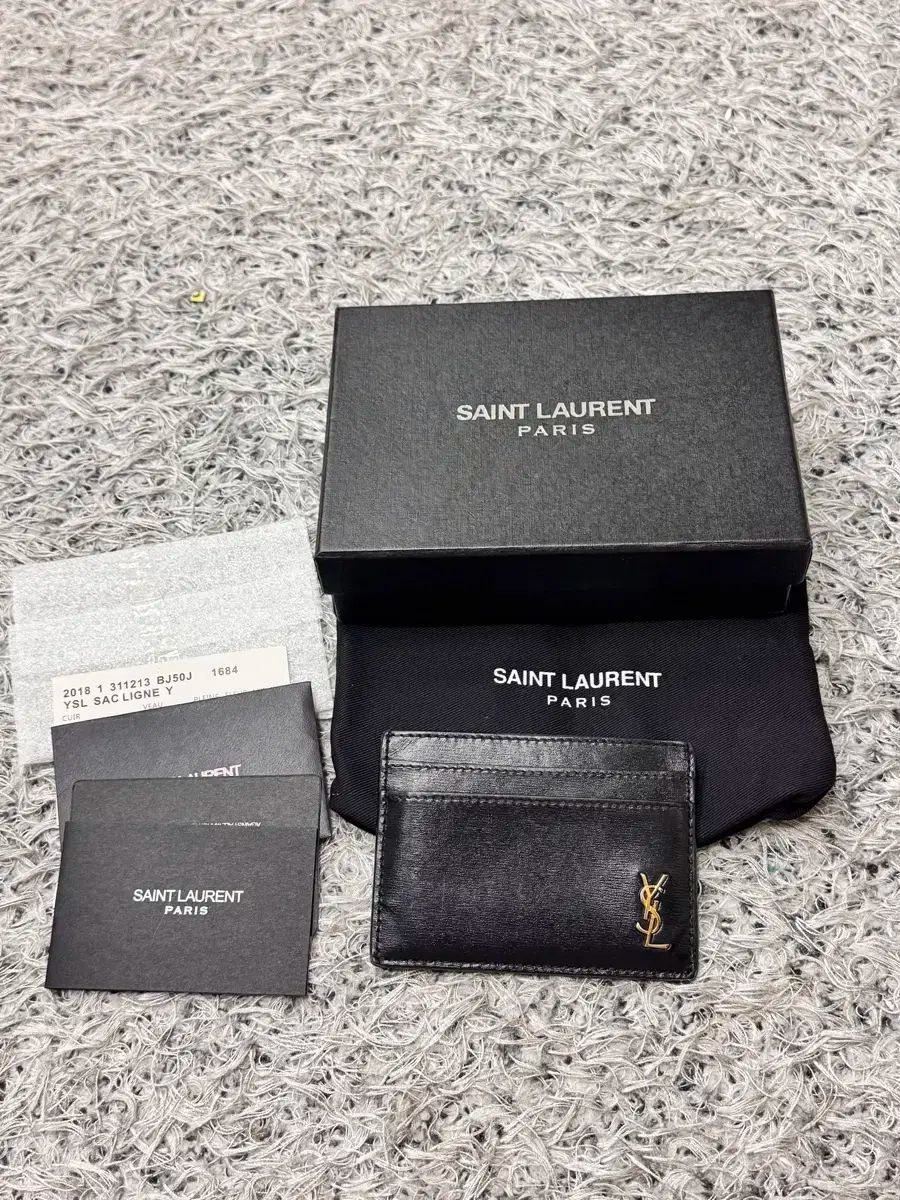 SAINT LAURENT
PARIS
SAINT LAURENT
PARIS
2018 1 311213 BJ50J 1684
YSL SAC LIGNE Y
CUIR VEAU
SAINT LAURENT
PARIS
YSL